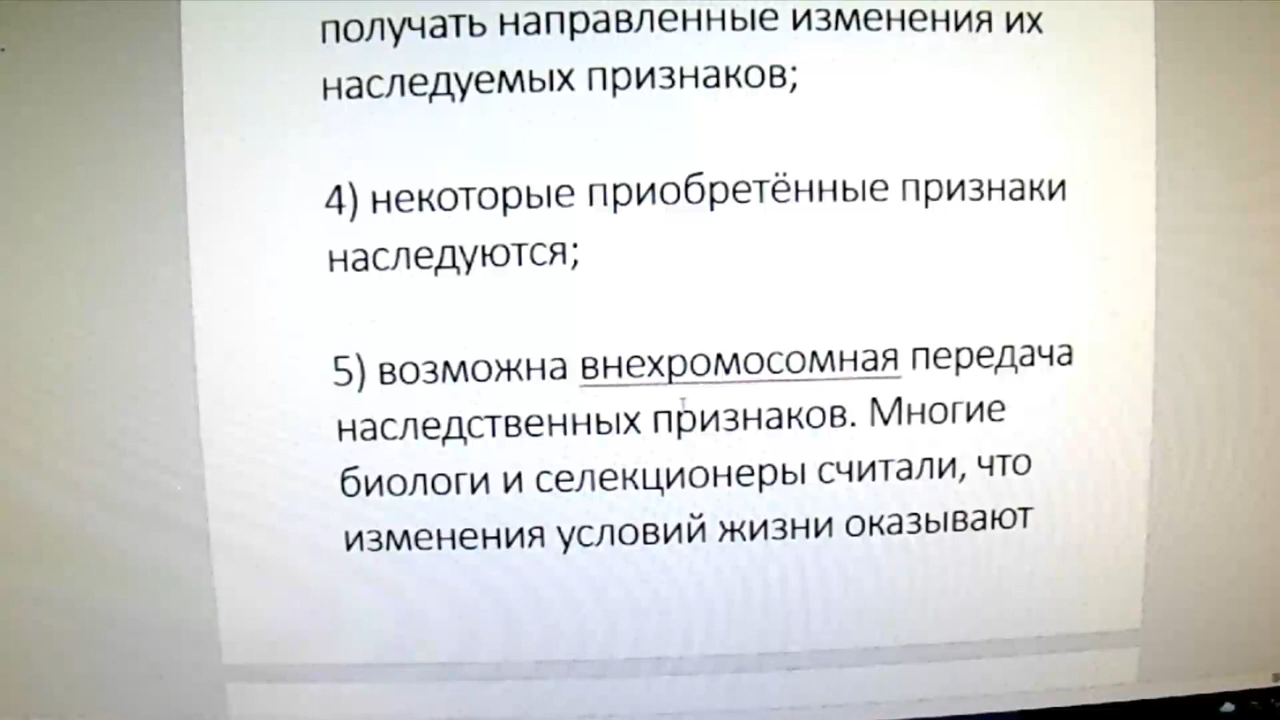 получать направленные изменения их
наследуемых признаков;
4) некоторые приобретённые признаки
наследуются;
5) возможна внехромосомная передача
наследственных признаков. Многие
биологи и селекционеры считали, что
изменения условий жизни оказывают